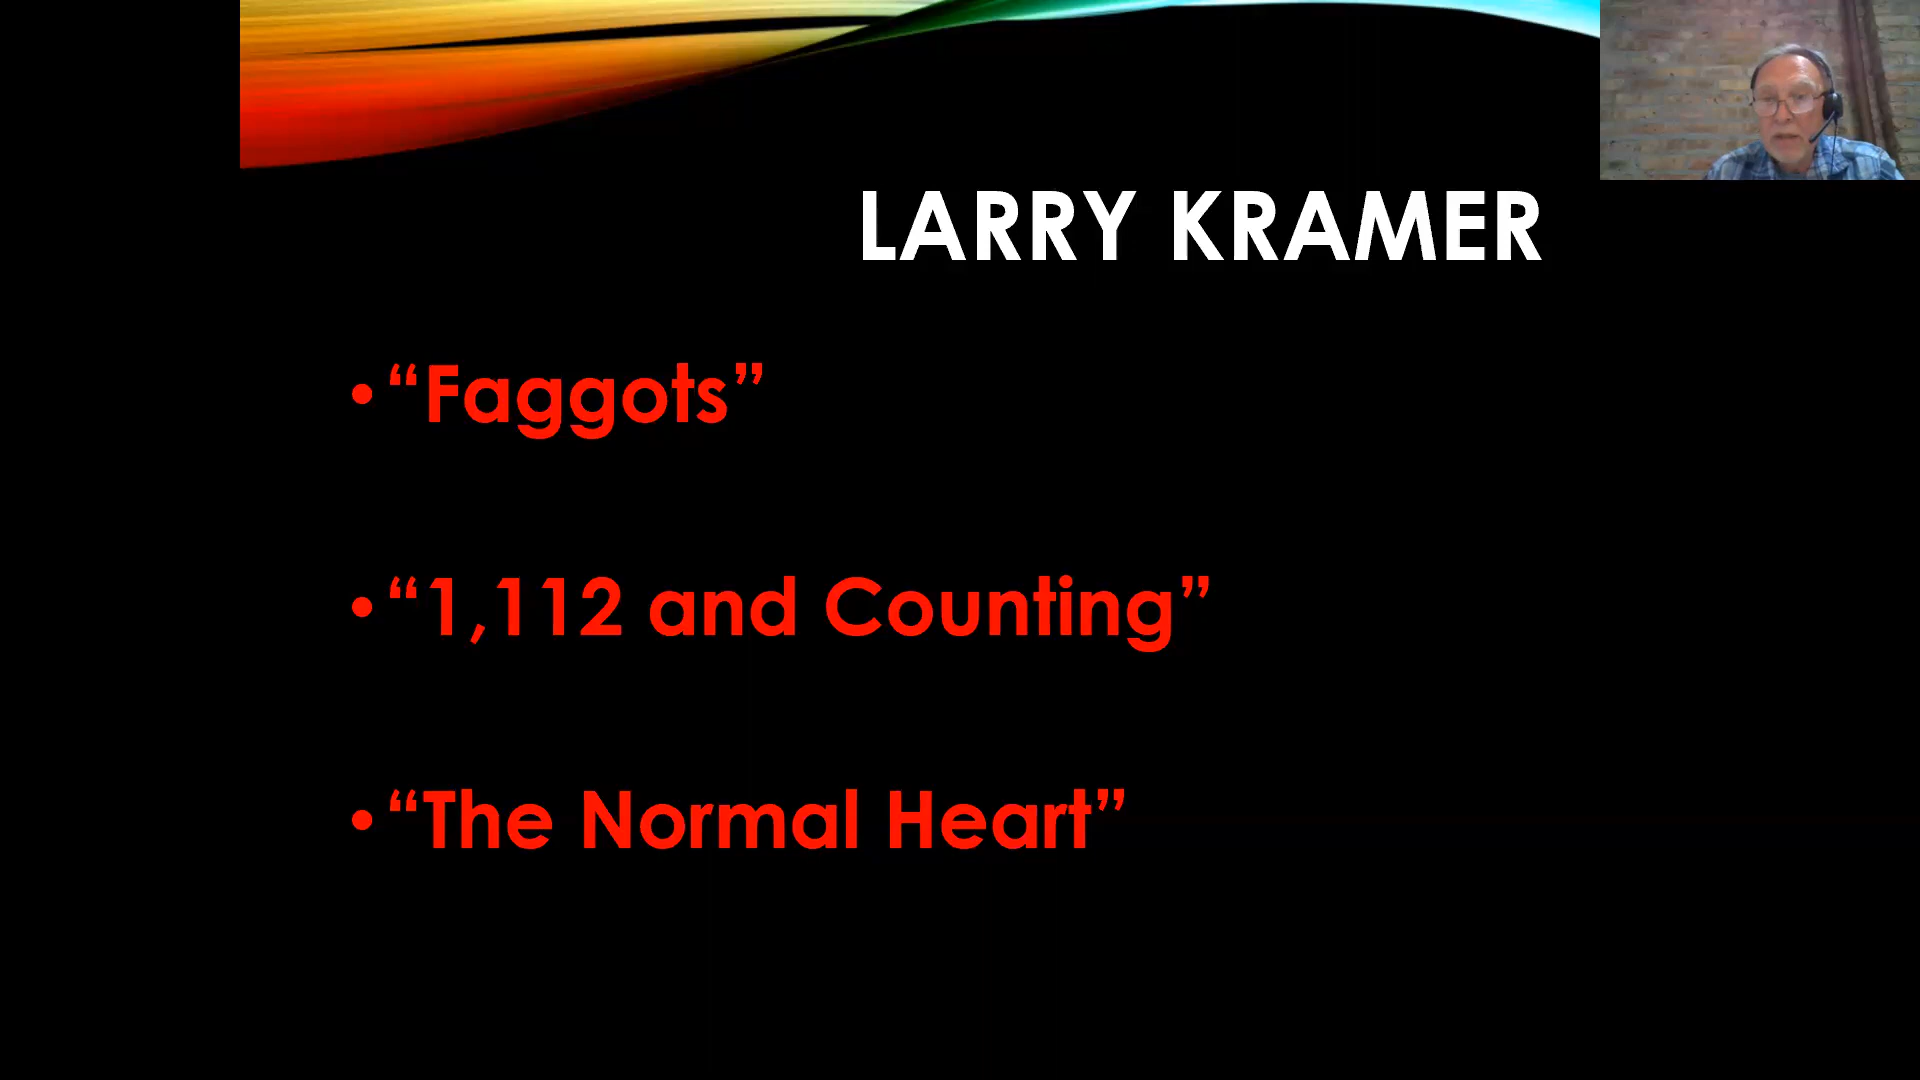 LARRY KRAMER
• “Faggots”
• “1,112 and Counting”
• “The Normal Heart”